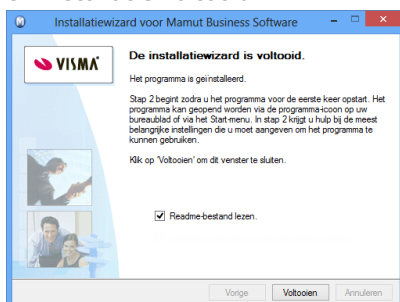 Installatiewizard voor Mamut Business Software
VISMA
De installatiewizard is voltooid.
Het programma is geïnstalleerd.
Stap 2 begint zodra u het programma voor de eerste keer opstart. Het
programma kan geopend worden via de programma-icoon op uw
bureaublad of via het Start-menu. In stap 2 krijgt u hulp bij de meest
belangrijke instellingen die u moet aangeven om het programma te
kunnen gebruiken.
Klik op 'Voltooien' om dit venster te sluiten.
Readme-bestand lezen.
Vorige Voltooien Annuleren